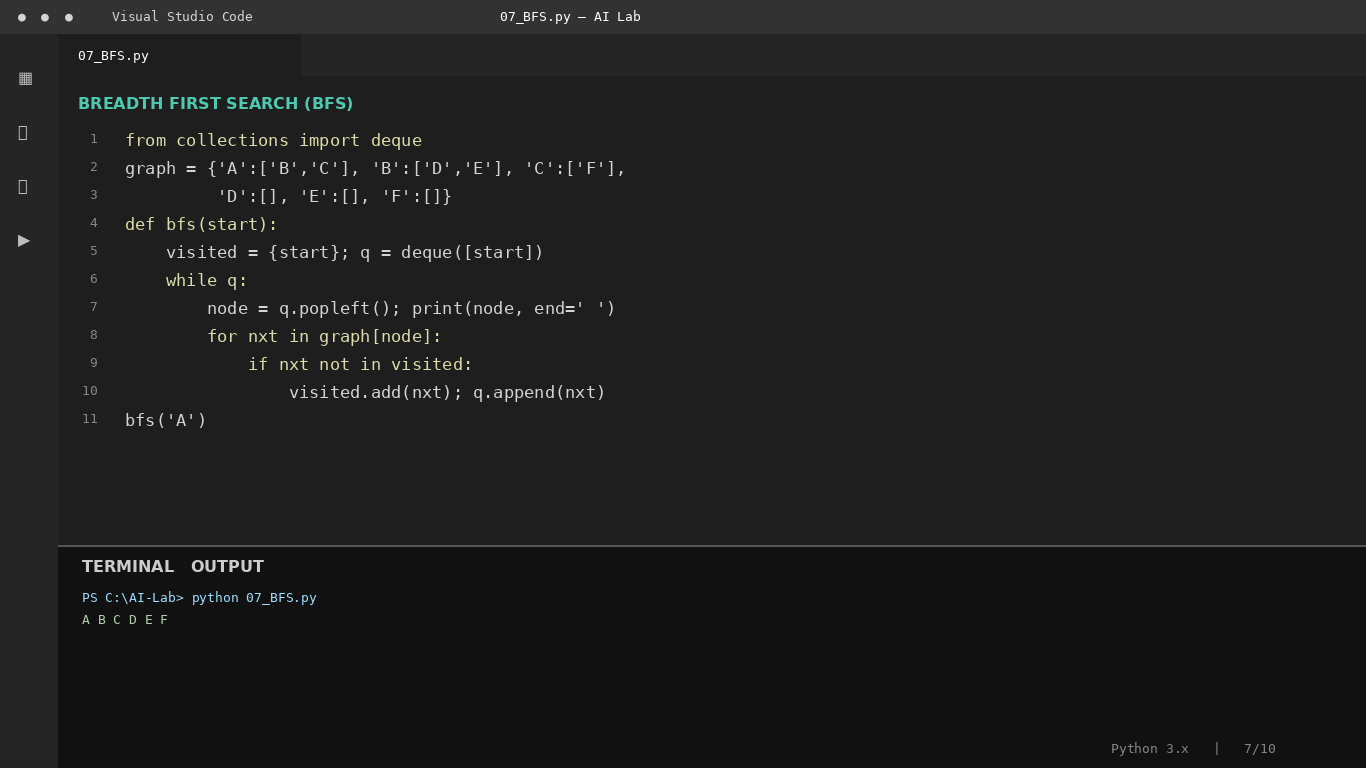 ● ● ● Visual Studio Code 07_BFS.py — AI Lab
07_BFS.py
BREADTH FIRST SEARCH (BFS)
1 from collections import deque
2 graph = {'A':['B','C'], 'B':['D','E'], 'C':['F'],
3          'D':[], 'E':[], 'F':[]}
4 def bfs(start):
5     visited = {start}; q = deque([start])
6     while q:
7         node = q.popleft(); print(node, end=' ')
8         for nxt in graph[node]:
9             if nxt not in visited:
10                 visited.add(nxt); q.append(nxt)
11 bfs('A')
TERMINAL OUTPUT
PS C:\AI-Lab> python 07_BFS.py
A B C D E F
Python 3.x | 7/10